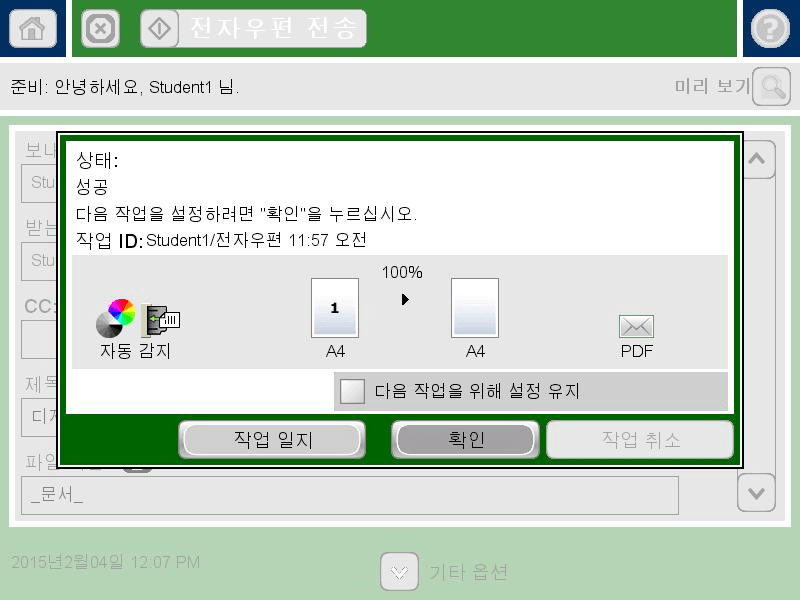 전자우편 전송
준비: 안녕하세요, Student1 님.
미리 보기
보내
Stu
받는
Stu
CC:
제목
디지
파일
_문서_
상태:
성공
다음 작업을 설정하려면 "확인"을 누르십시오.
작업 ID:Student1/전자우편 11:57 오전
100%
1
자동 감지
A4
A4
PDF
다음 작업을 위해 설정 유지
작업 일지
확인
작업 취소
2015년2월04일 12:07 PM
기타 옵션